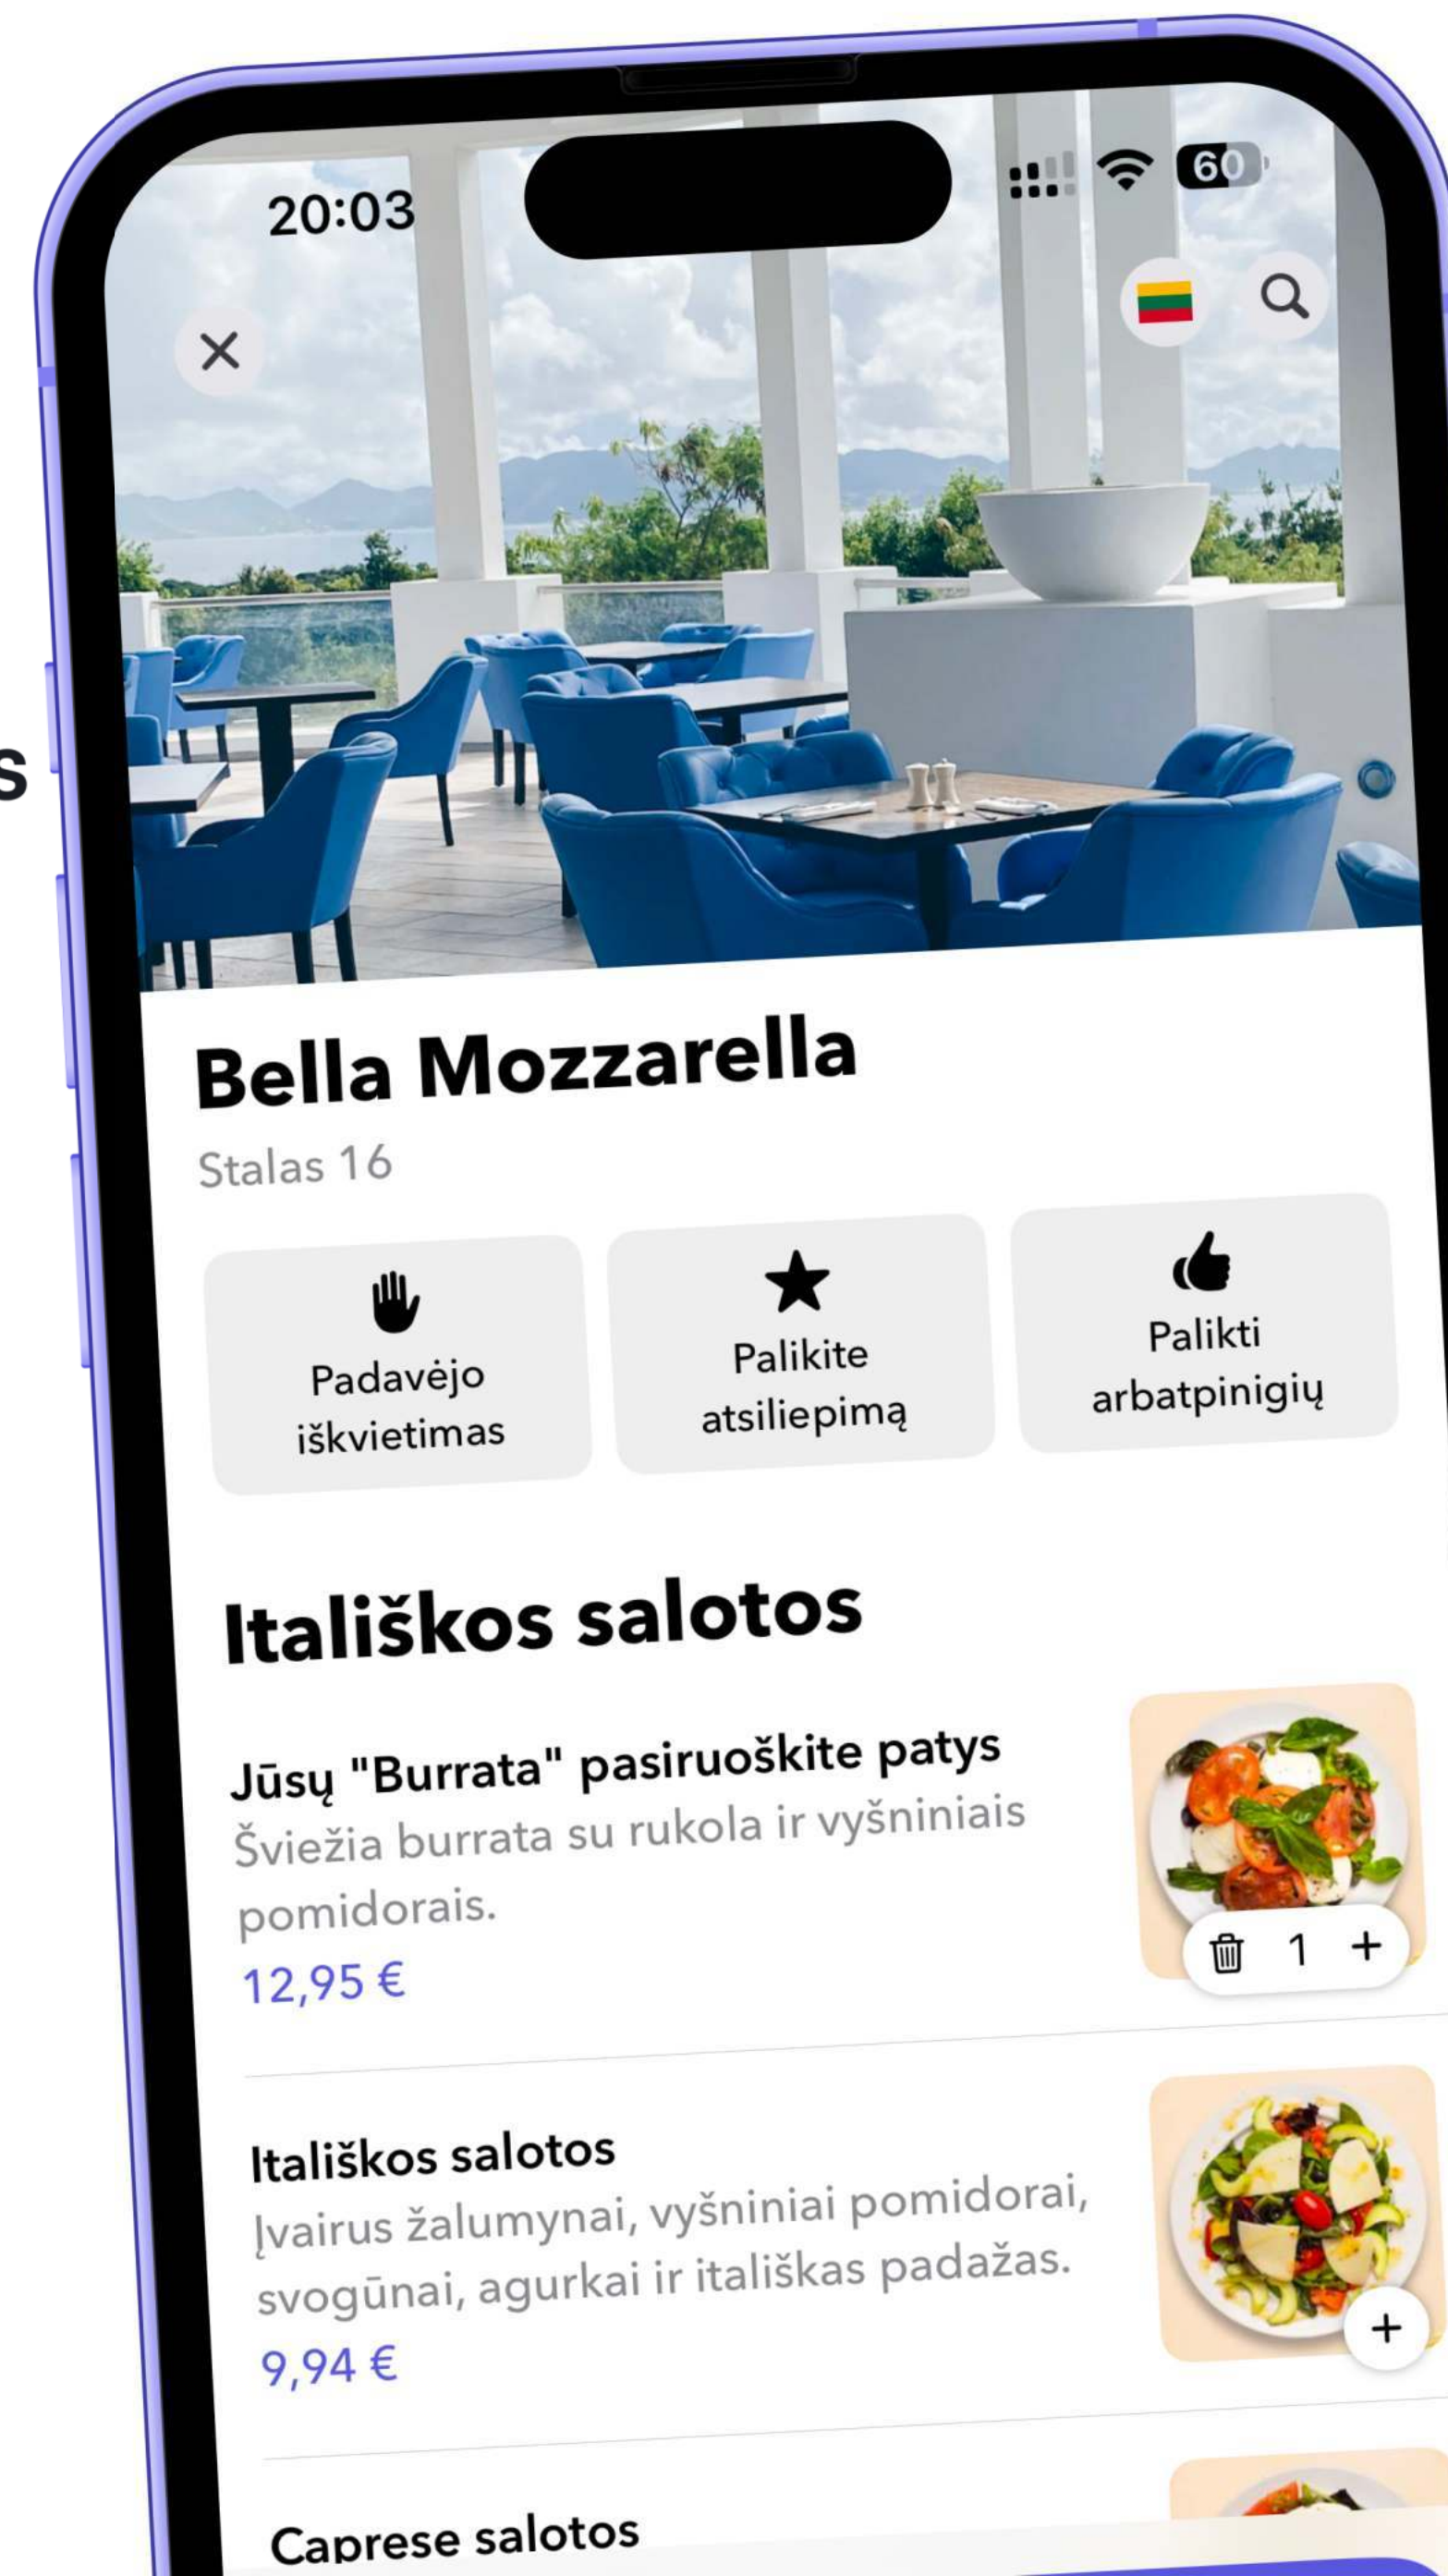 20:03
60
s
Bella Mozzarella
Stalas 16
Padavėjo
iškvietimas
Palikite
atsiliepimą
Palikti
arbatpinigių
Itališkos salotos
Jūsų "Burrata" pasiruoškite patys
Šviežia burrata su rukola ir vyšniniais
pomidorais.
12,95 €
1
Itališkos salotos
Įvairus žalumynai, vyšniniai pomidorai,
svogūnai, agurkai ir itališkas padažas.
9,94 €
Caprese salotos